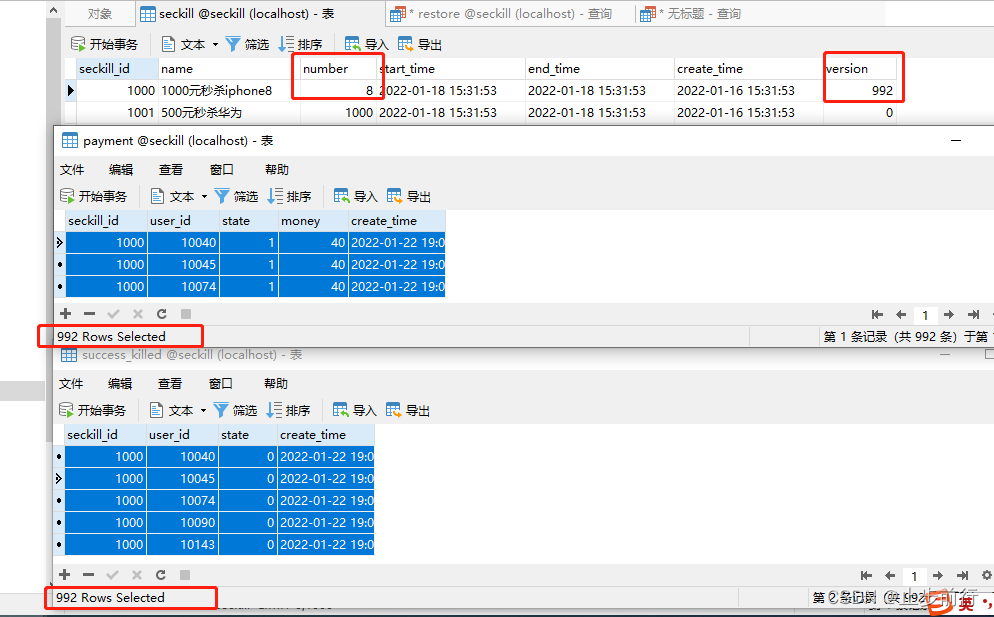 对象 seckill @seckill (localhost) - 表 * restore @seckill (localhost) - 查询 * 无标题 - 查询
开始事务 文本 筛选 排序 导入 导出
seckill_id name number start_time end_time create_time version
1000 1000元秒杀iphone8 8 2022-01-18 15:31:53 2022-01-18 15:31:53 2022-01-16 15:31:53 992
1001 500元秒杀华为 1000 2022-01-18 15:31:53 2022-01-18 15:31:53 2022-01-16 15:31:53 0
payment @seckill (localhost) - 表
文件 编辑 查看 窗口 帮助
开始事务 文本 筛选 排序 导入 导出
seckill_id user_id state money create_time
1000 10040 1 40 2022-01-22 19:0
1000 10045 1 40 2022-01-22 19:0
1000 10074 1 40 2022-01-22 19:0
1
992 Rows Selected 第 1 条记录 (共 992 条) 于第
success_killed @seckill (localhost) - 表
文件 编辑 查看 窗口 帮助
开始事务 文本 筛选 排序 导入 导出
seckill_id user_id state create_time
1000 10040 0 2022-01-22 19:0
1000 10045 0 2022-01-22 19:0
1000 10074 0 2022-01-22 19:0
1000 10090 0 2022-01-22 19:0
1000 10143 0 2022-01-22 19:0
1
992 Rows Selected 第 2 条记录 (共 992
CSDN 英